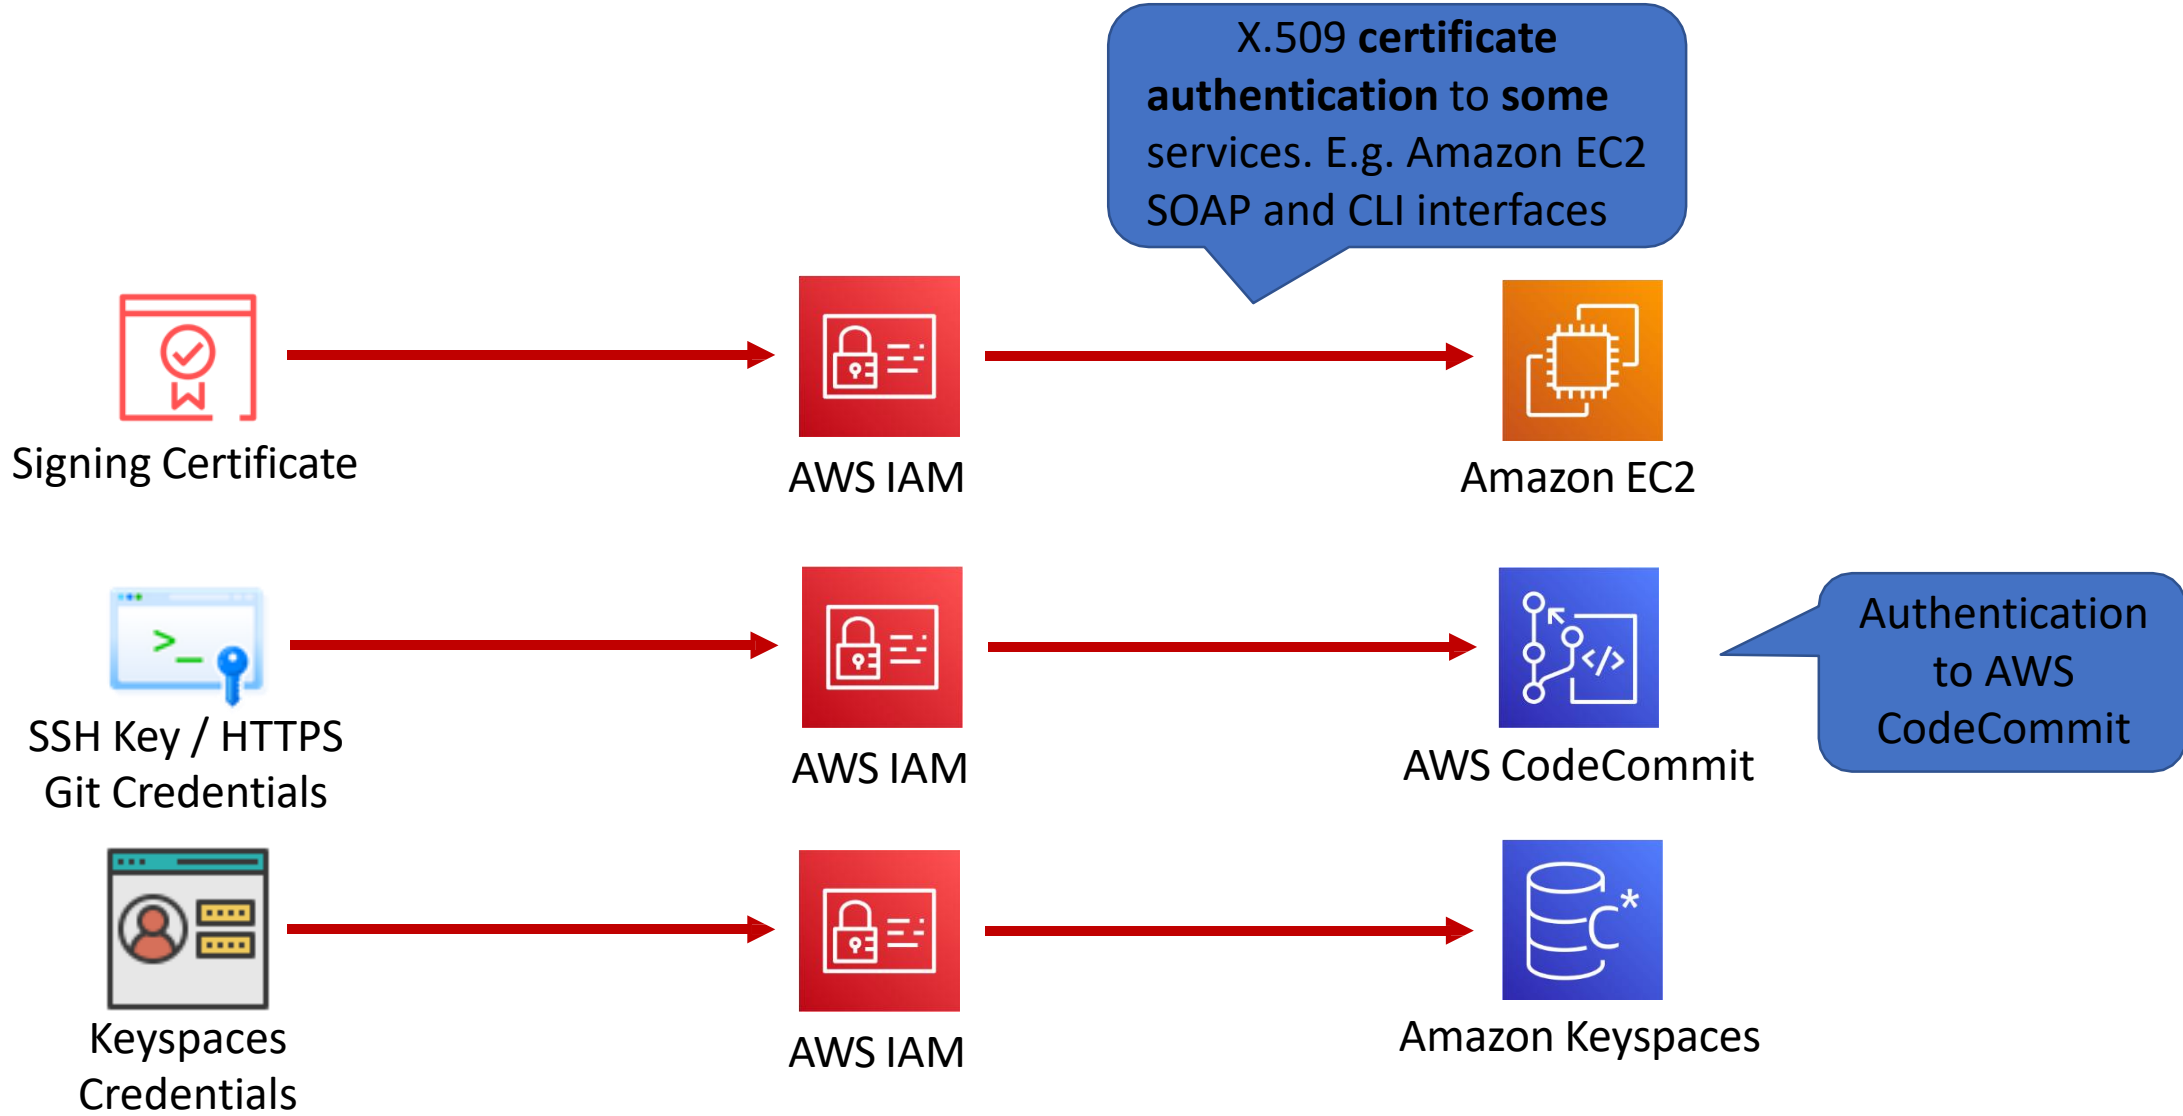 X.509 certificate
authentication to some
services. E.g. Amazon EC2
SOAP and CLI interfaces
Signing Certificate
AWS IAM
Amazon EC2
>_
</>
Authentication
to AWS
CodeCommit
SSH Key / HTTPS
Git Credentials
AWS IAM
AWS CodeCommit
C*
Keyspaces
Credentials
AWS IAM
Amazon Keyspaces